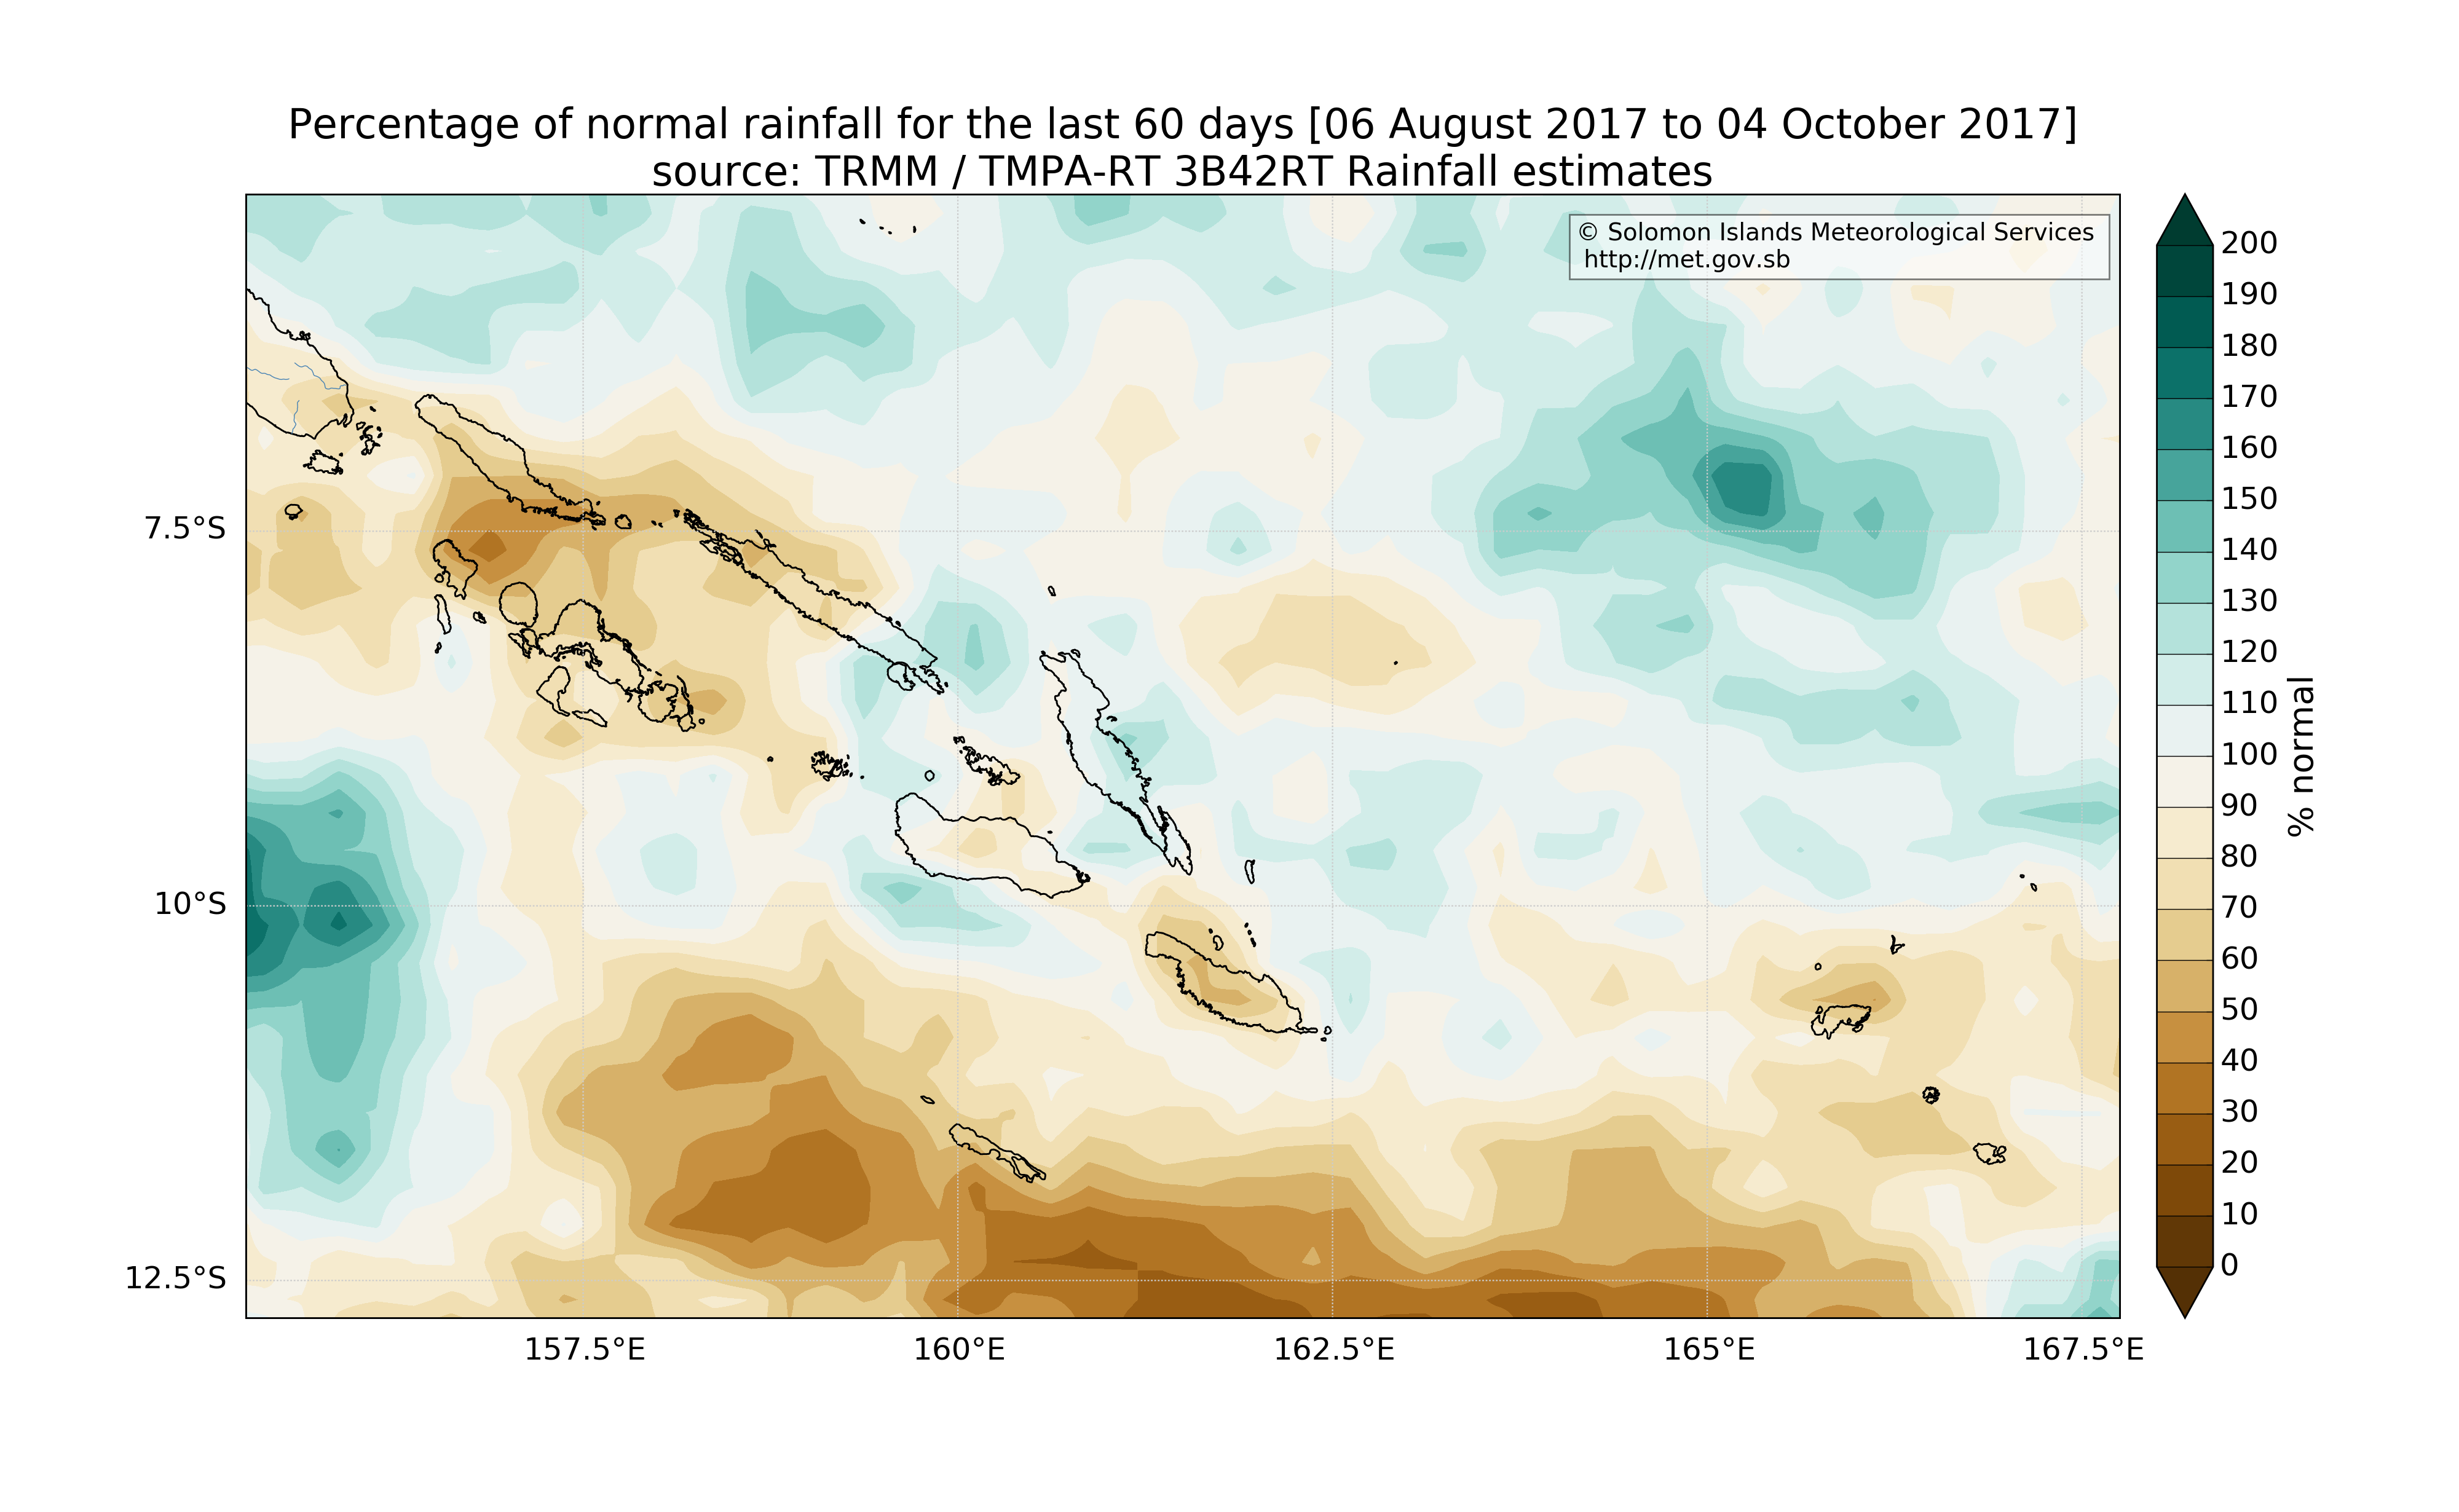 Percentage of normal rainfall for the last 60 days [06 August 2017 to 04 October 2017]
source: TRMM / TMPA-RT 3B42RT Rainfall estimates
© Solomon Islands Meteorological Services
http://met.gov.sb
7.5°S
10°S
12.5°S
157.5°E
160°E
162.5°E
165°E
167.5°E
200
190
180
170
160
150
140
130
120
110
100
90
80
70
60
50
40
30
20
10
0
% normal